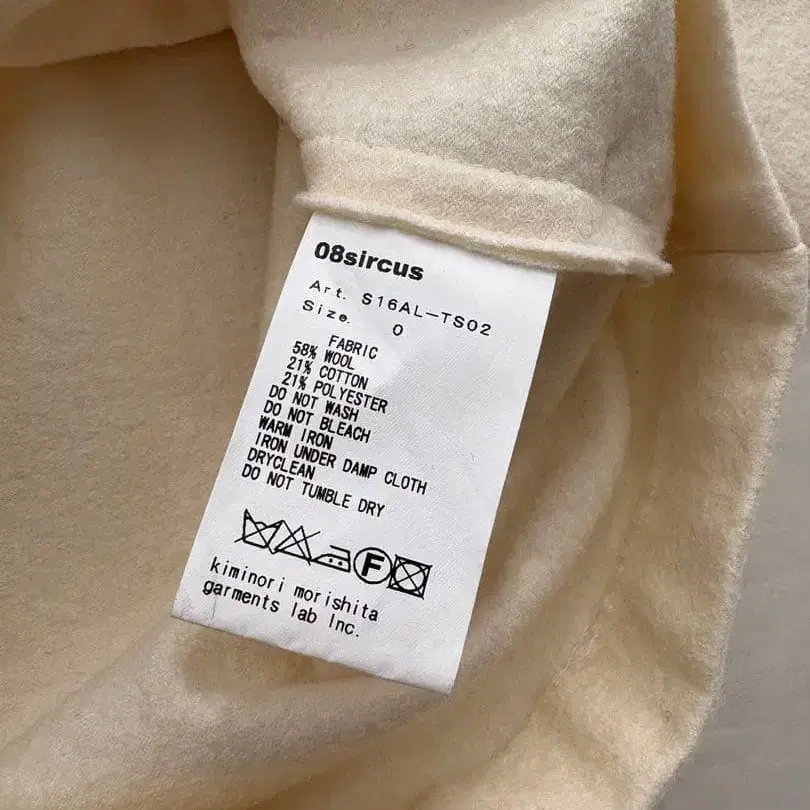 08sircus
Art. S16AL-TS02
Size. 0
FABRIC
58% WOOL
21% COTTON
21% POLYESTER
DO NOT WASH
DO NOT BLEACH
WARM IRON
IRON UNDER DAMP CLOTH
DRYCLEAN
DO NOT TUMBLE DRY
F
kiminori morishita
garments lab Inc.